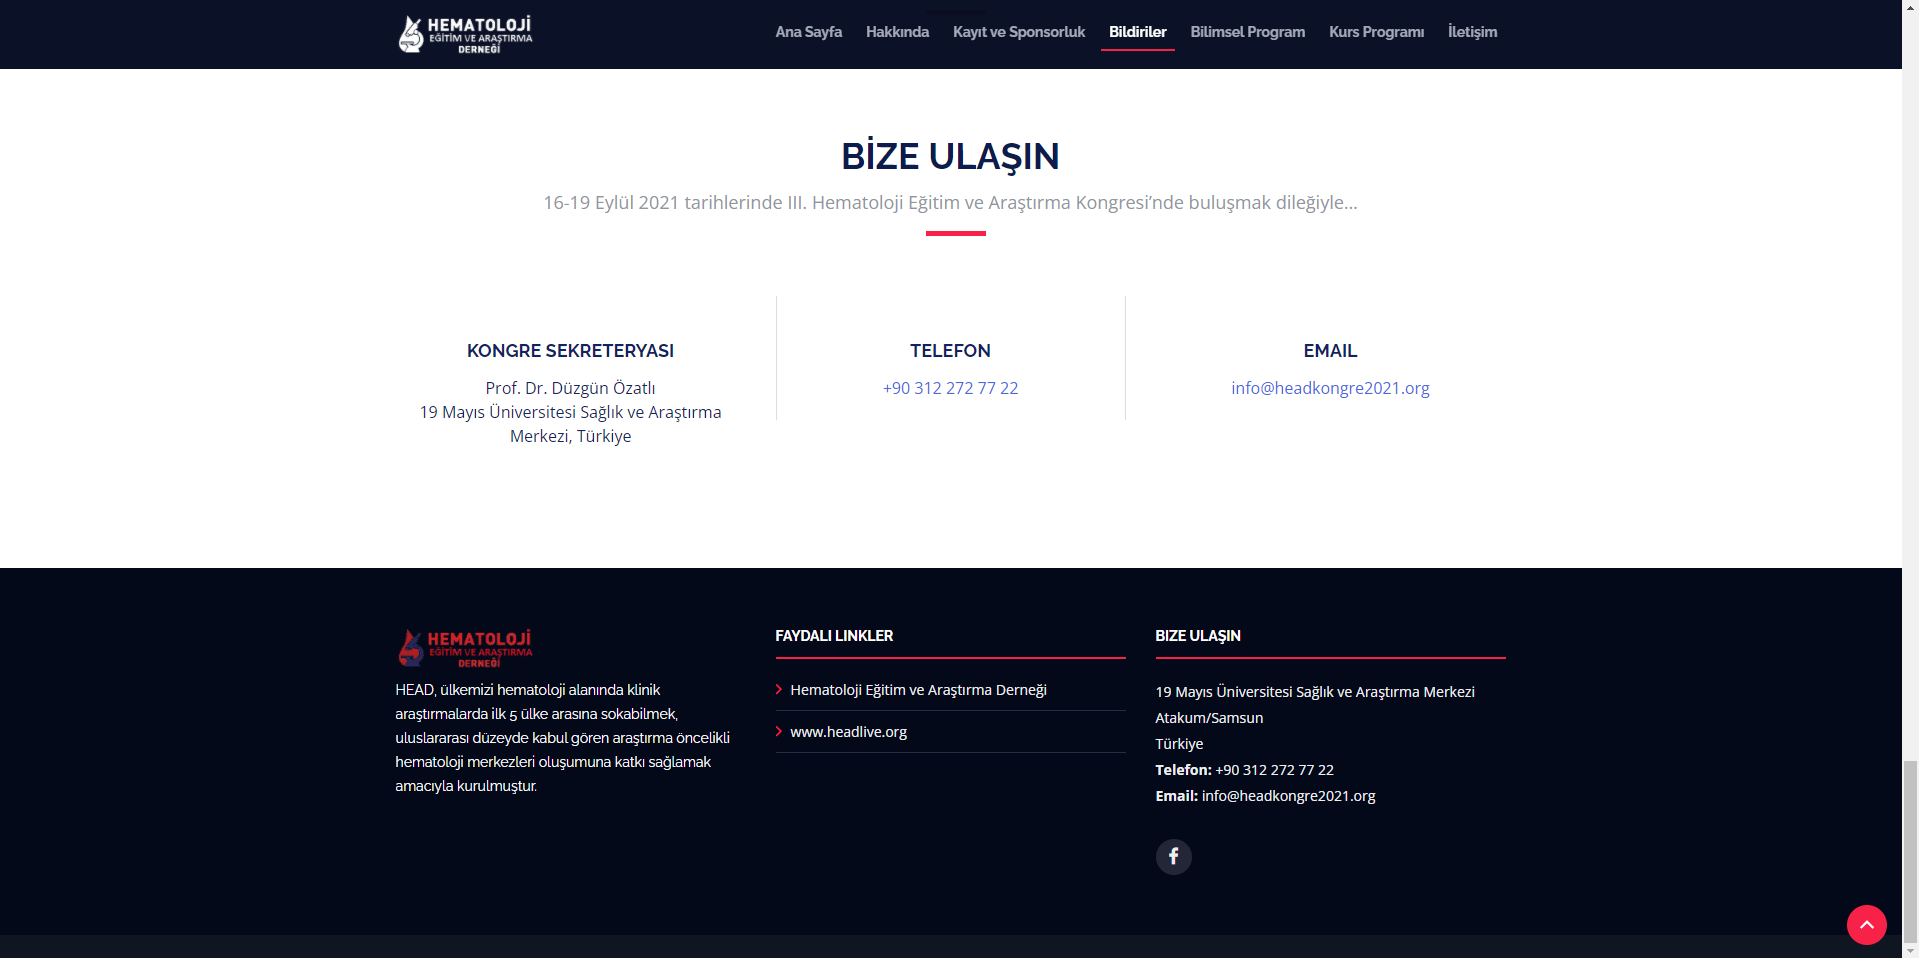 HEMATOLOJİ
EĞİTİM VE ARAŞTIRMA
DERNEĞİ
Ana Sayfa Hakkında Kayıt ve Sponsorluk Bildiriler Bilimsel Program Kurs Programı İletişim
BİZE ULAŞIN
16-19 Eylül 2021 tarihlerinde III. Hematoloji Eğitim ve Araştırma Kongresi’nde buluşmak dileğiyle...
KONGRE SEKRETERYASI
Prof. Dr. Düzgün Özatlı
19 Mayıs Üniversitesi Sağlık ve Araştırma
Merkezi, Türkiye
TELEFON
+90 312 272 77 22
EMAIL
info@headkongre2021.org
HEMATOLOJİ
EĞİTİM VE ARAŞTIRMA
DERNEĞİ
HEAD, ülkemizi hematoloji alanında klinik
araştırmalarda ilk 5 ülke arasına sokabilmek,
uluslararası düzeyde kabul gören araştırma öncelikli
hematoloji merkezleri oluşumuna katkı sağlamak
amacıyla kurulmuştur.
FAYDALI LINKLER
Hematoloji Eğitim ve Araştırma Derneği
www.headlive.org
BIZE ULAŞIN
19 Mayıs Üniversitesi Sağlık ve Araştırma Merkezi
Atakum/Samsun
Türkiye
Telefon: +90 312 272 77 22
Email: info@headkongre2021.org